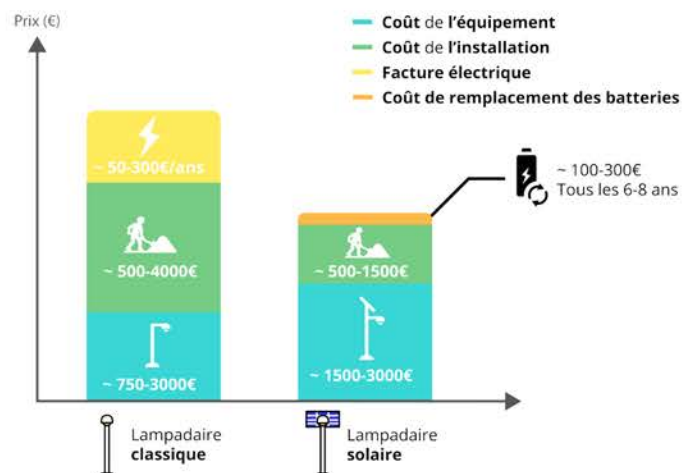 Prix (€)
Coût de l'équipement
Coût de l'installation
Facture électrique
Coût de remplacement des batteries
~ 50-300€/ans
~ 100-300€
Tous les 6-8 ans
~ 500-4000€
~ 500-1500€
~ 750-3000€
~ 1500-3000€
Lampadaire
classique
Lampadaire
solaire